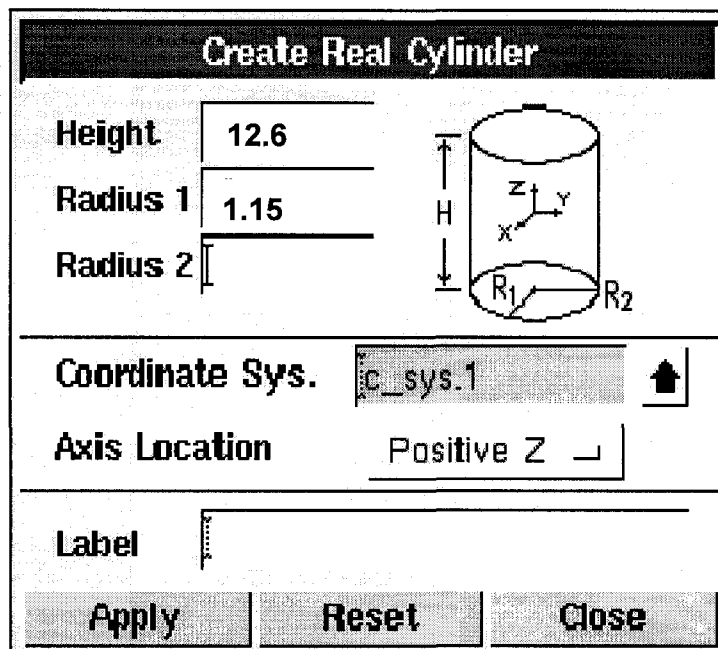 Create Real Cylinder
Height 12.6
Radius 1 1.15
Radius 2
H
Z
Y
X
R1
R2
Coordinate Sys. c_sys.1
Axis Location Positive Z
Label
Apply Reset Close